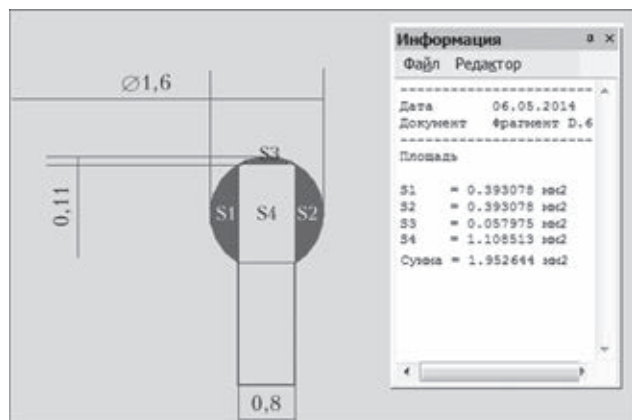 ∅1,6
S3
0,11
S1 S4 S2
0,8
Информация
Файл Редактор
Дата 06.05.2014
Документ Фрагмент D.6
Площадь
S1 = 0.393078 мм2
S2 = 0.393078 мм2
S3 = 0.057975 мм2
S4 = 1.108513 мм2
Сумма = 1.952644 мм2